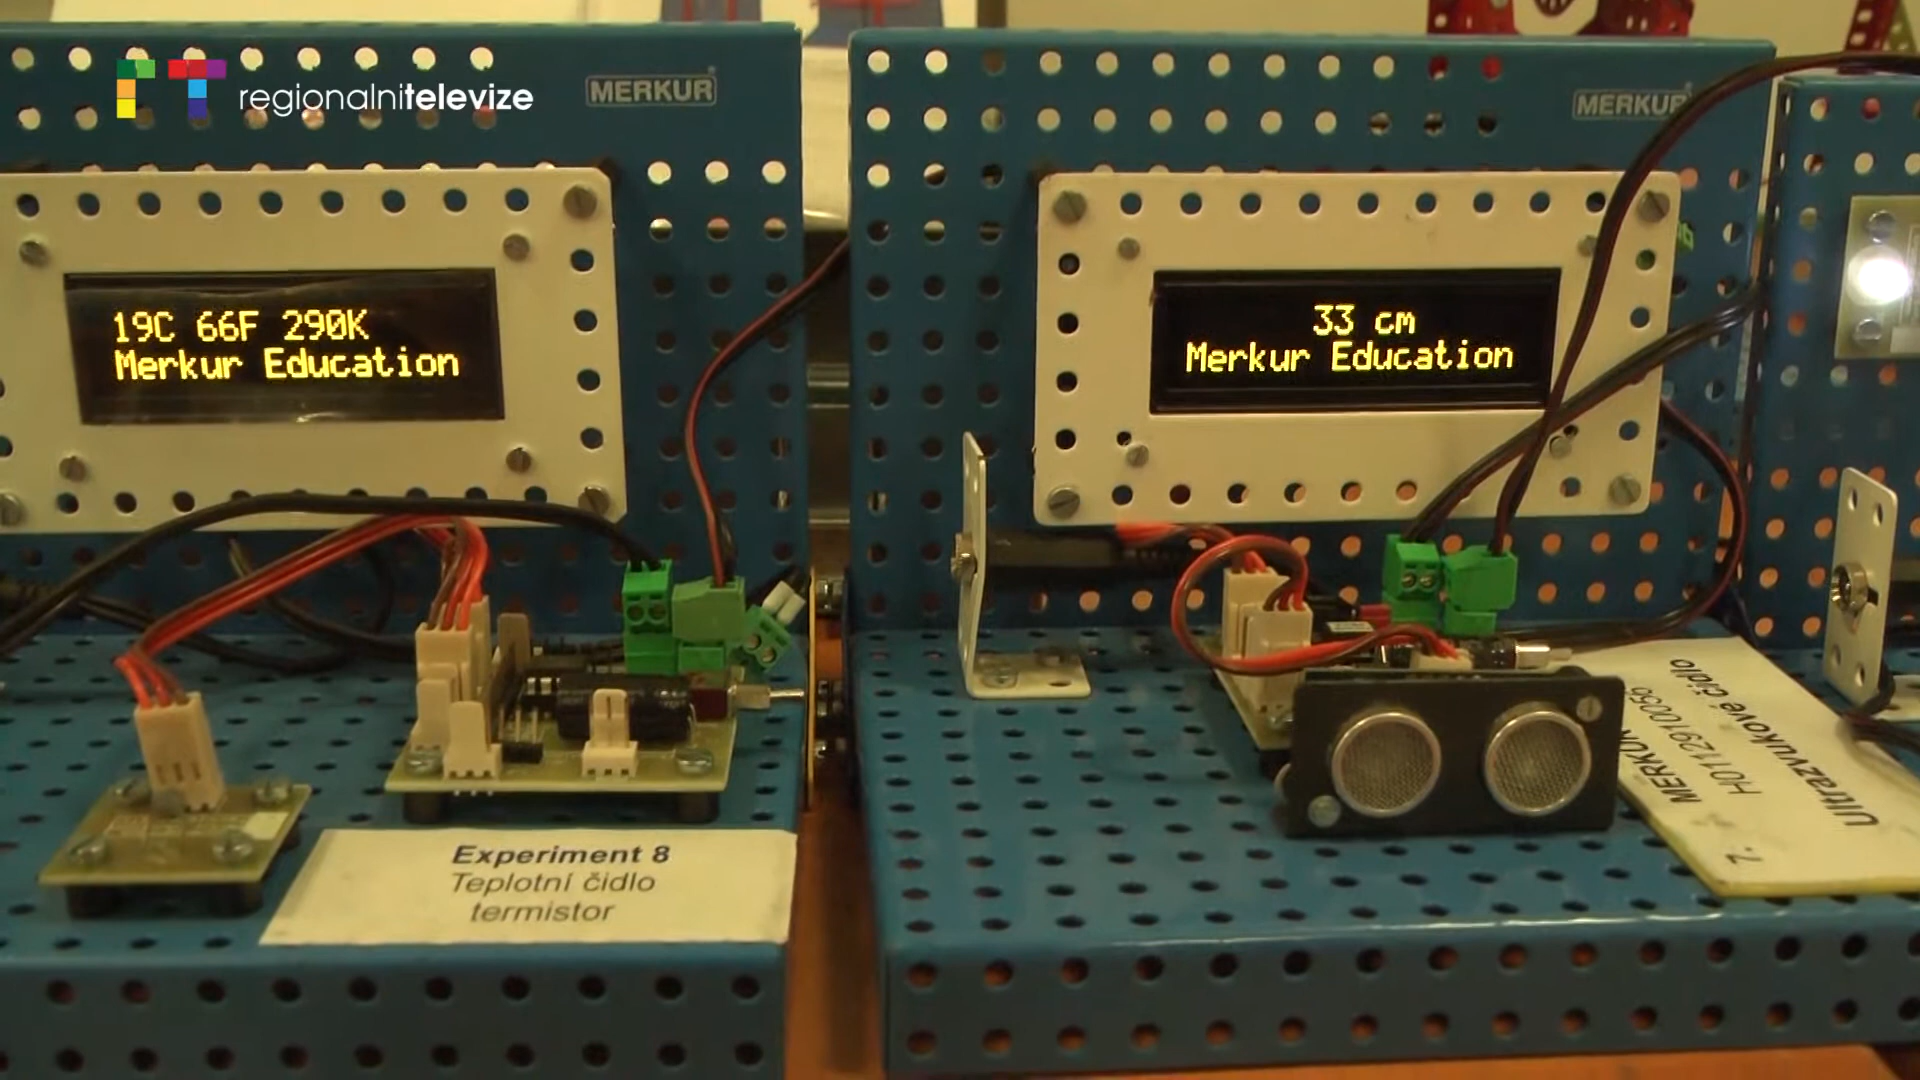 regionalnitelevize
MERKUR
MERKUR
19C 66F 290K
Merkur Education
33 cm
Merkur Education
Experiment 8
Teplotní čidlo
termistor
7.
MERKUR
Ultrazvukové čidlo